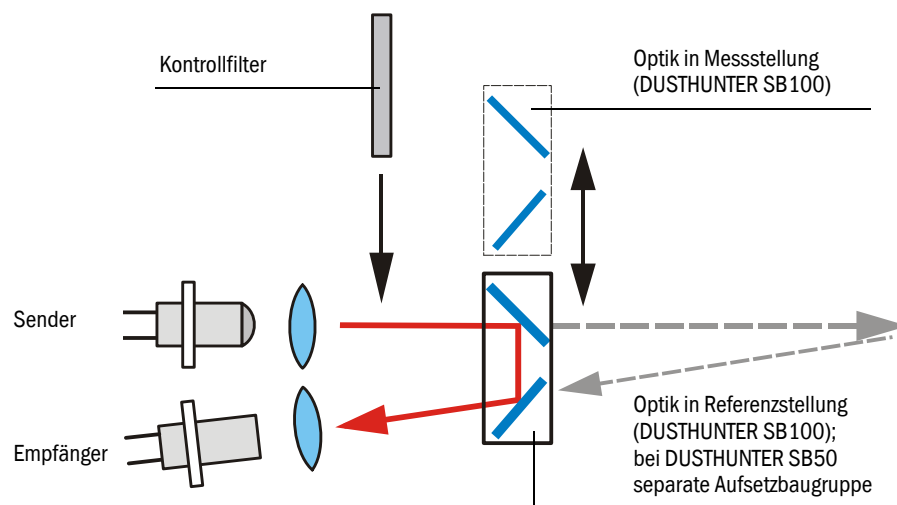 Kontrollfilter
Optik in Messstellung
(DUSTHUNTER SB100)
Sender
Empfänger
Optik in Referenzstellung
(DUSTHUNTER SB100);
bei DUSTHUNTER SB50
separate Aufsetzbaugruppe